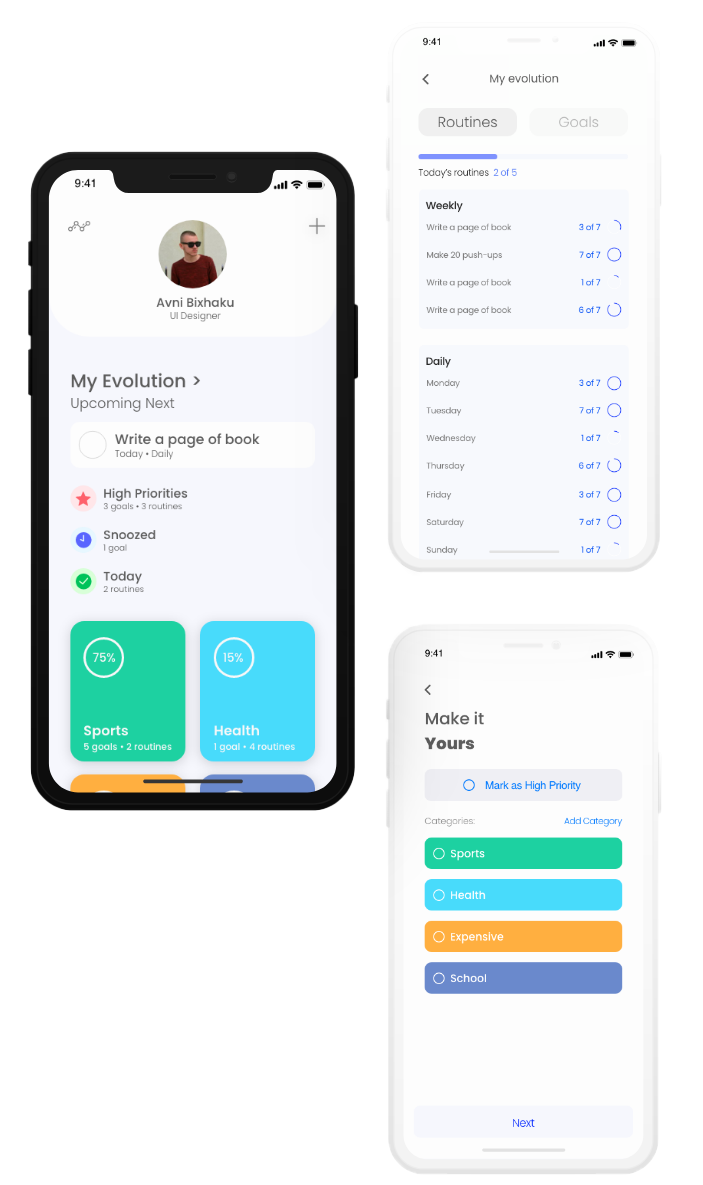 9:41
Avni Bixhaku
UI Designer
My Evolution >
Upcoming Next
Write a page of book
Today • Daily
High Priorities
3 goals • 3 routines
Snoozed
1 goal
Today
2 routines
75%
Sports
5 goals • 2 routines
15%
Health
1 goal • 4 routines
9:41
My evolution
Routines Goals
Today's routines 2 of 5
Weekly
Write a page of book 3 of 7
Make 20 push-ups 7 of 7
Write a page of book 1 of 7
Write a page of book 6 of 7
Daily
Monday 3 of 7
Tuesday 7 of 7
Wednesday 1 of 7
Thursday 6 of 7
Friday 3 of 7
Saturday 7 of 7
Sunday 1 of 7
9:41
Make it
Yours
Mark as High Priority
Categories: Add Category
Sports
Health
Expensive
School
Next